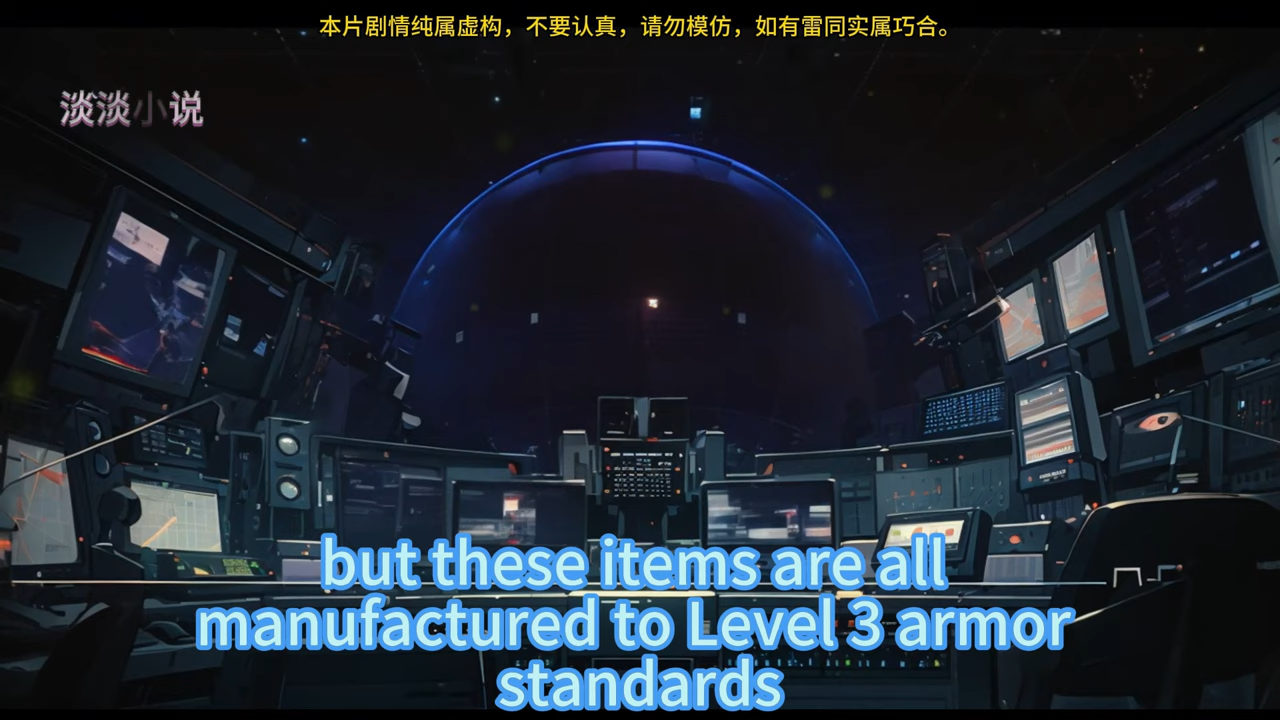 本片剧情纯属虚构，不要认真，请勿模仿，如有雷同实属巧合。
淡淡小说
but these items are all
manufactured to Level 3 armor
standards